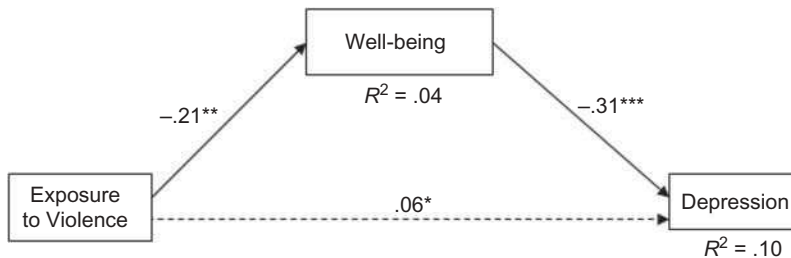 Well-being
R² = .04
–.21**
–.31***
Exposure
to Violence
.06*
Depression
R² = .10